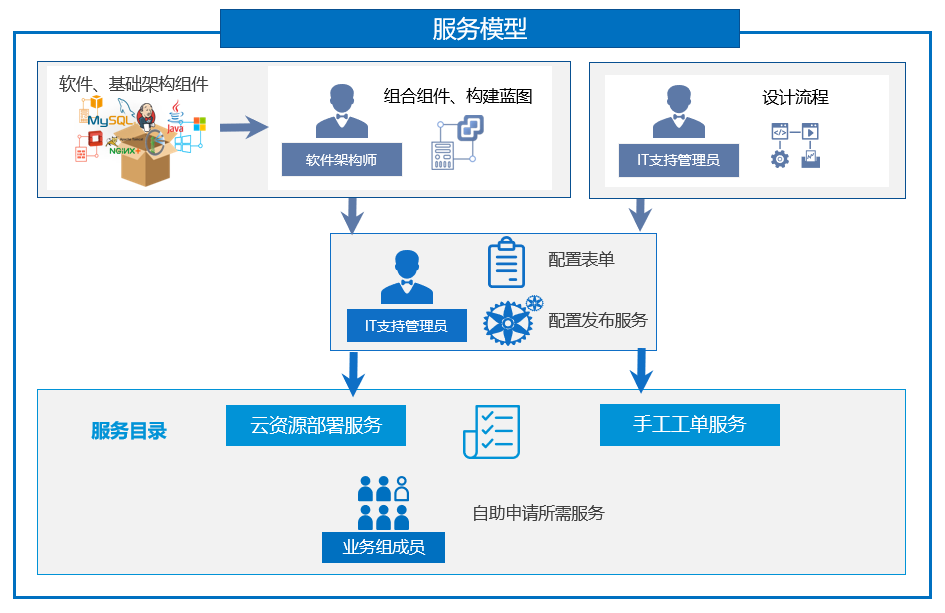 服务模型
软件、基础架构组件
MySQL
Java
NGINX+
组合组件、构建蓝图
软件架构师
设计流程
IT支持管理员
配置表单
IT支持管理员
配置发布服务
服务目录
云资源部署服务
手工工单服务
自助申请所需服务
业务组成员